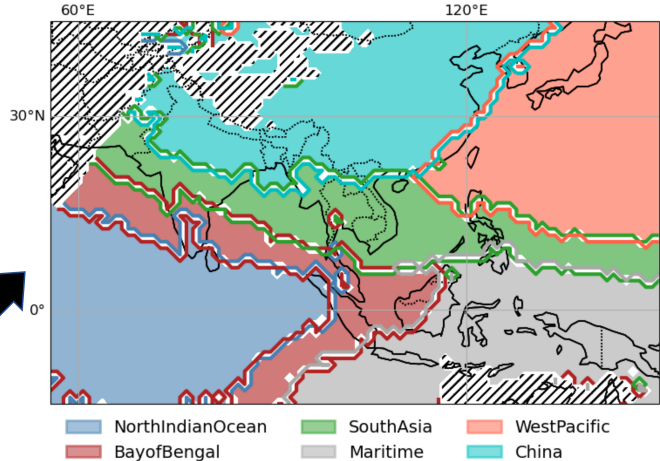 60°E 120°E
30°N
0°
NorthIndianOcean SouthAsia WestPacific
BayofBengal Maritime China